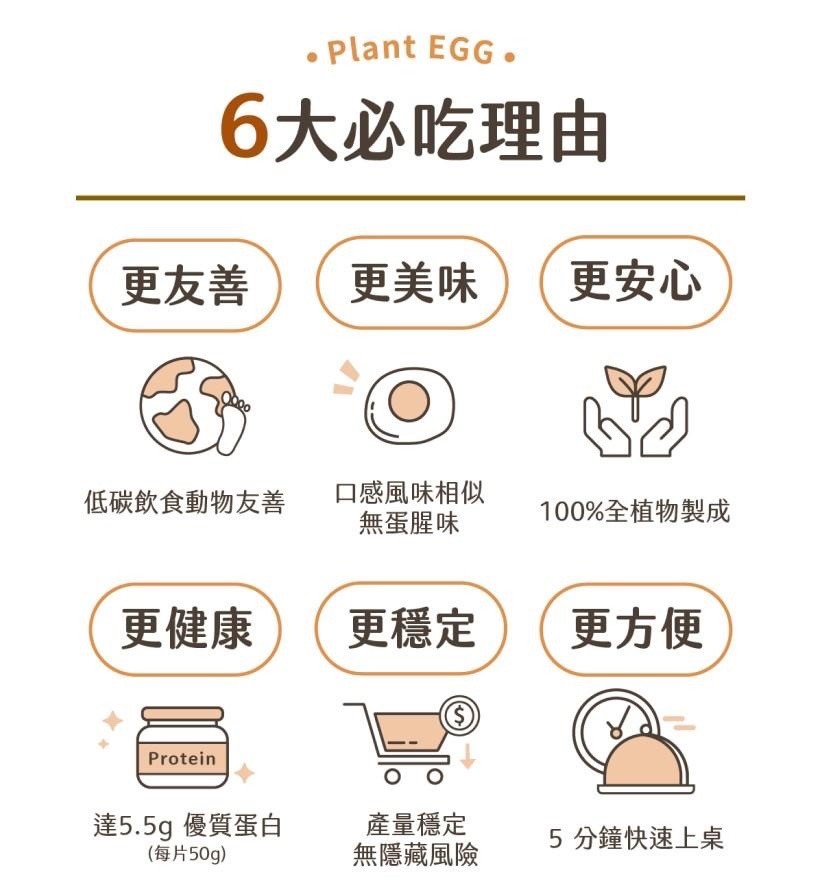 • Plant EGG •
6大必吃理由
更友善
更美味
更安心
低碳飲食動物友善
口感風味相似
無蛋腥味
100%全植物製成
更健康
更穩定
更方便
Protein
$
達5.5g 優質蛋白
(每片50g)
產量穩定
無隱藏風險
5 分鐘快速上桌